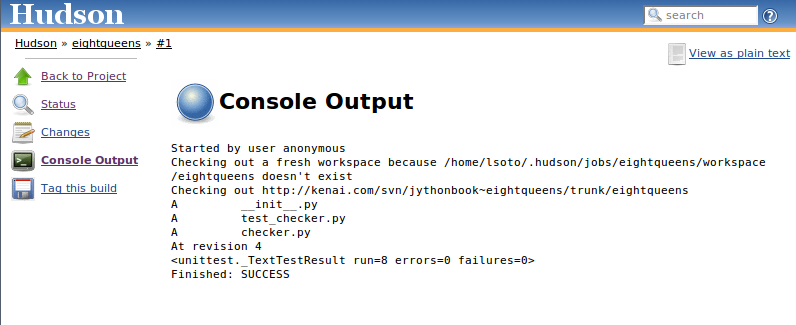 Hudson
search
Hudson » eightqueens » #1
View as plain text
Back to Project
Status
Changes
Console Output
Tag this build
Console Output
Started by user anonymous
Checking out a fresh workspace because /home/lsoto/.hudson/jobs/eightqueens/workspace
/eightqueens doesn't exist
Checking out http://kenai.com/svn/jythonbook~eightqueens/trunk/eightqueens
A         __init__.py
A         test_checker.py
A         checker.py
At revision 4
<unittest._TextTestResult run=8 errors=0 failures=0>
Finished: SUCCESS